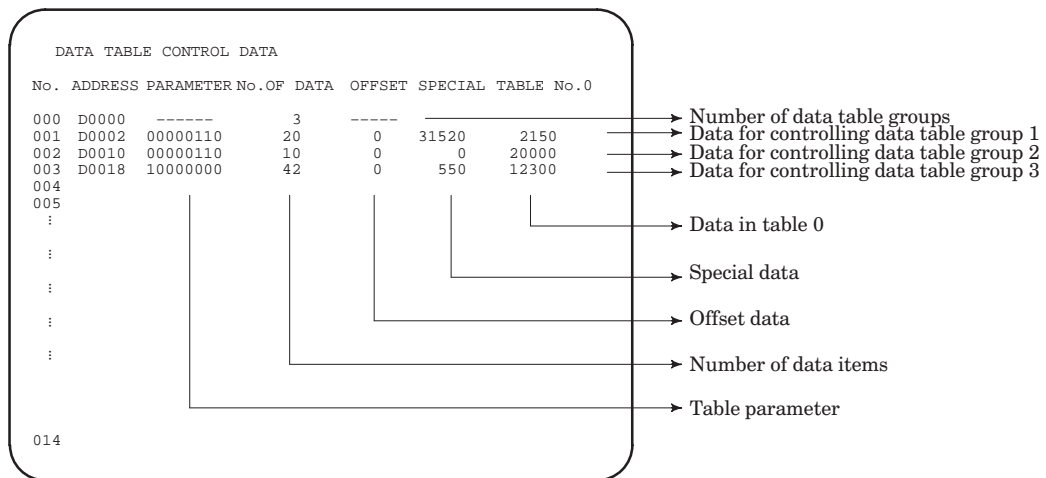 DATA TABLE CONTROL DATA
No. ADDRESS PARAMETER No.OF DATA OFFSET SPECIAL TABLE No.0
000 D0000 ------ 3 ----- Number of data table groups
001 D0002 00000110 20 0 31520 2150 Data for controlling data table group 1
002 D0010 00000110 10 0 0 20000 Data for controlling data table group 2
003 D0018 10000000 42 0 550 12300 Data for controlling data table group 3
004
005
⋮
Data in table 0
⋮
Special data
⋮
Offset data
⋮
Number of data items
⋮
Table parameter
014